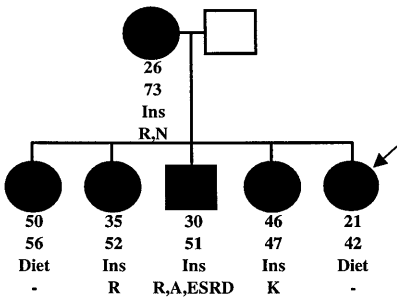 26
73
Ins
R,N
50 35 30 46 21
56 52 51 47 42
Diet Ins Ins Ins Diet
- R R,A,ESRD K -